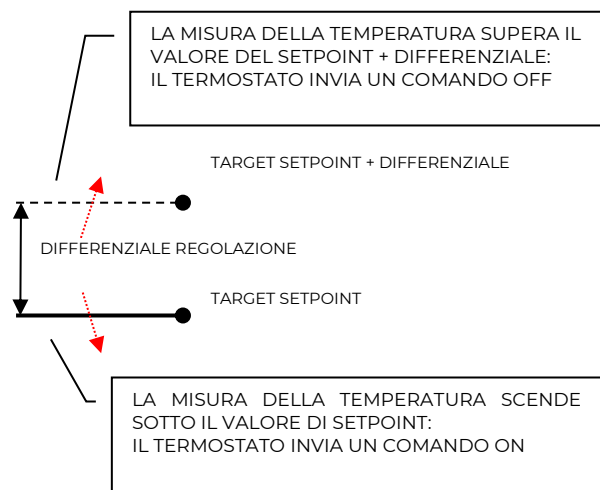 LA MISURA DELLA TEMPERATURA SUPERA IL
VALORE DEL SETPOINT + DIFFERENZIALE:
IL TERMOSTATO INVIA UN COMANDO OFF
TARGET SETPOINT + DIFFERENZIALE
DIFFERENZIALE REGOLAZIONE
TARGET SETPOINT
LA MISURA DELLA TEMPERATURA SCENDE
SOTTO IL VALORE DI SETPOINT:
IL TERMOSTATO INVIA UN COMANDO ON